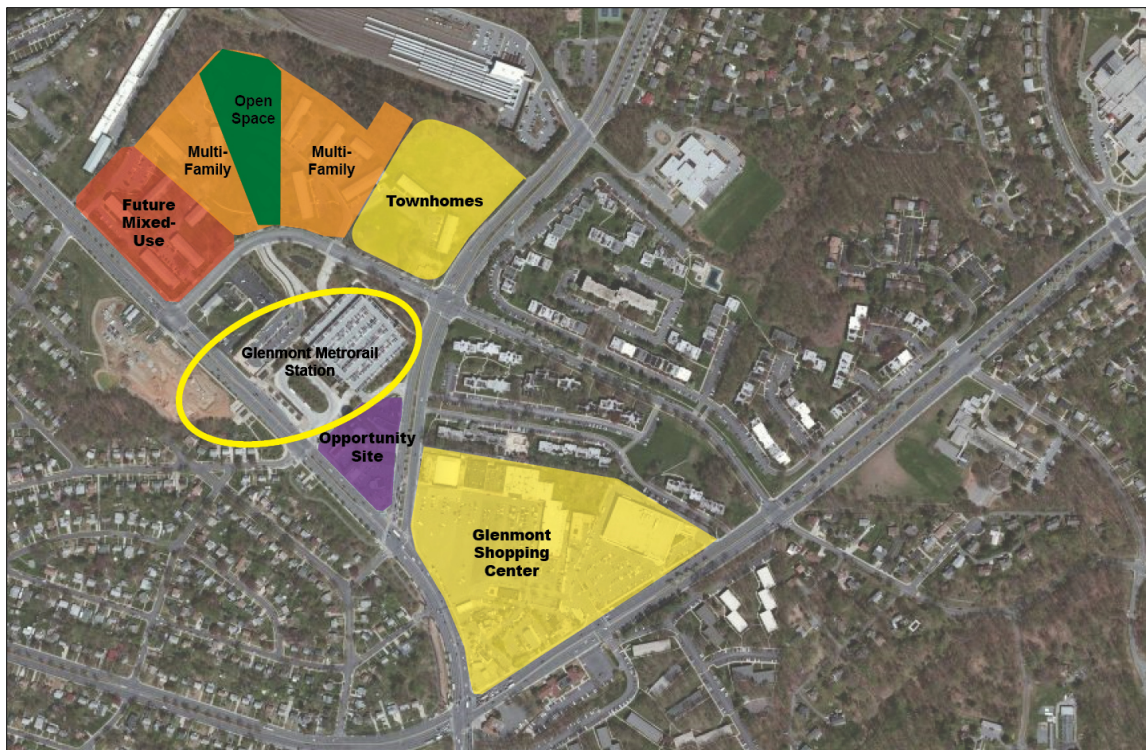 Open
Space
Multi-
Family
Multi-
Family
Townhomes
Future
Mixed-
Use
Glenmont Metrorail
Station
Opportunity
Site
Glenmont
Shopping
Center